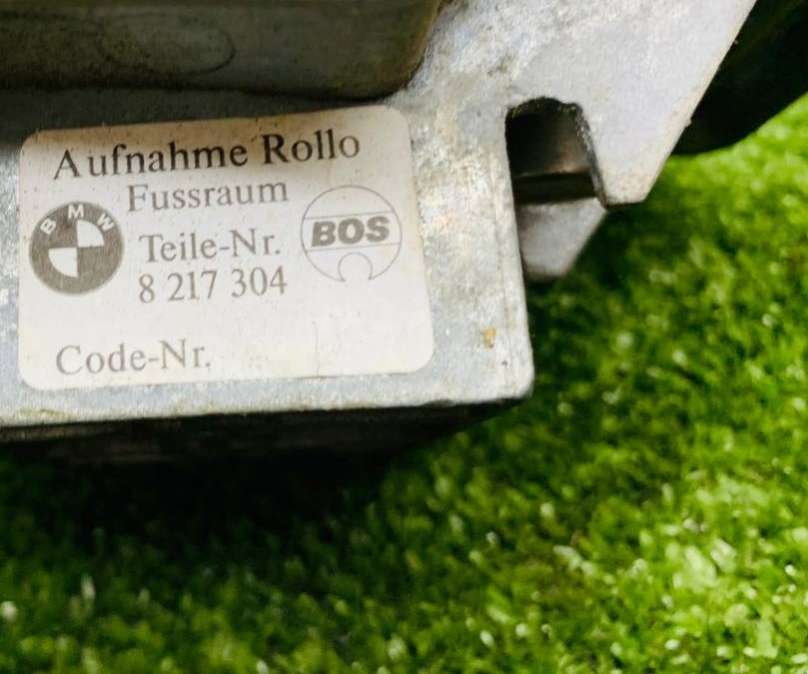 Aufnahme Rollo
Fussraum
BMW
BOS
Teile-Nr.
8 217 304
Code-Nr.